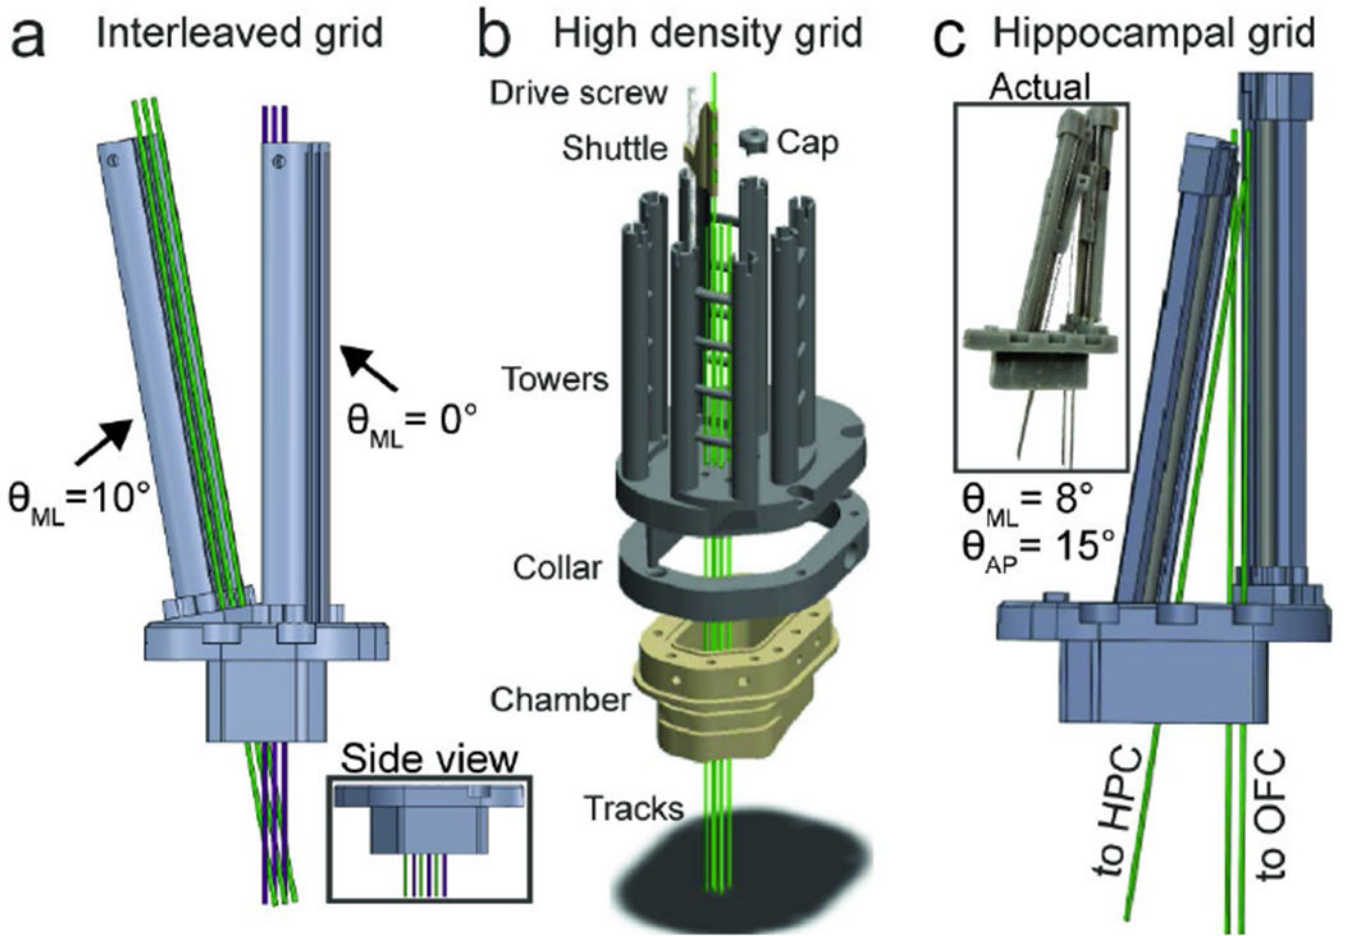 a Interleaved grid
θML=10°
θML= 0°
Side view
b High density grid
Drive screw
Shuttle
Cap
Towers
Collar
Chamber
Tracks
c Hippocampal grid
Actual
θML= 8°
θAP= 15°
to HPC
to OFC